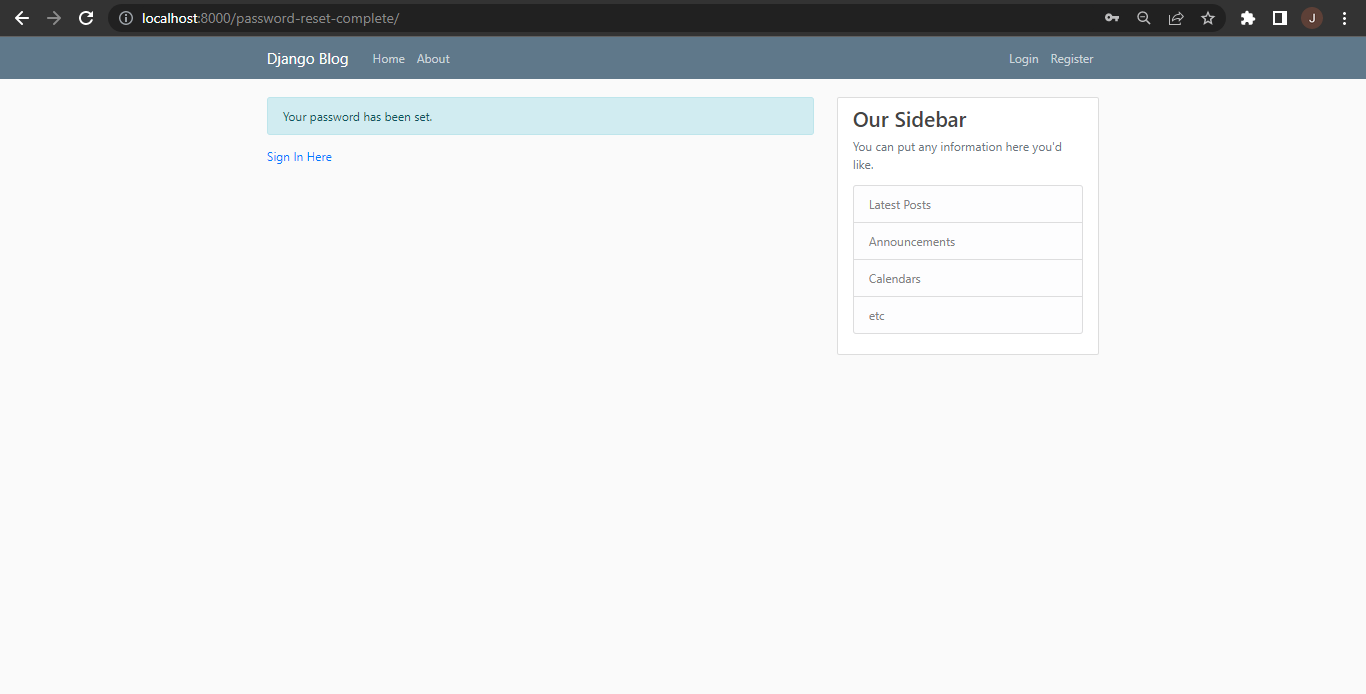 localhost:8000/password-reset-complete/
J
Django Blog Home About Login Register
Your password has been set.
Sign In Here
Our Sidebar
You can put any information here you'd
like.
Latest Posts
Announcements
Calendars
etc